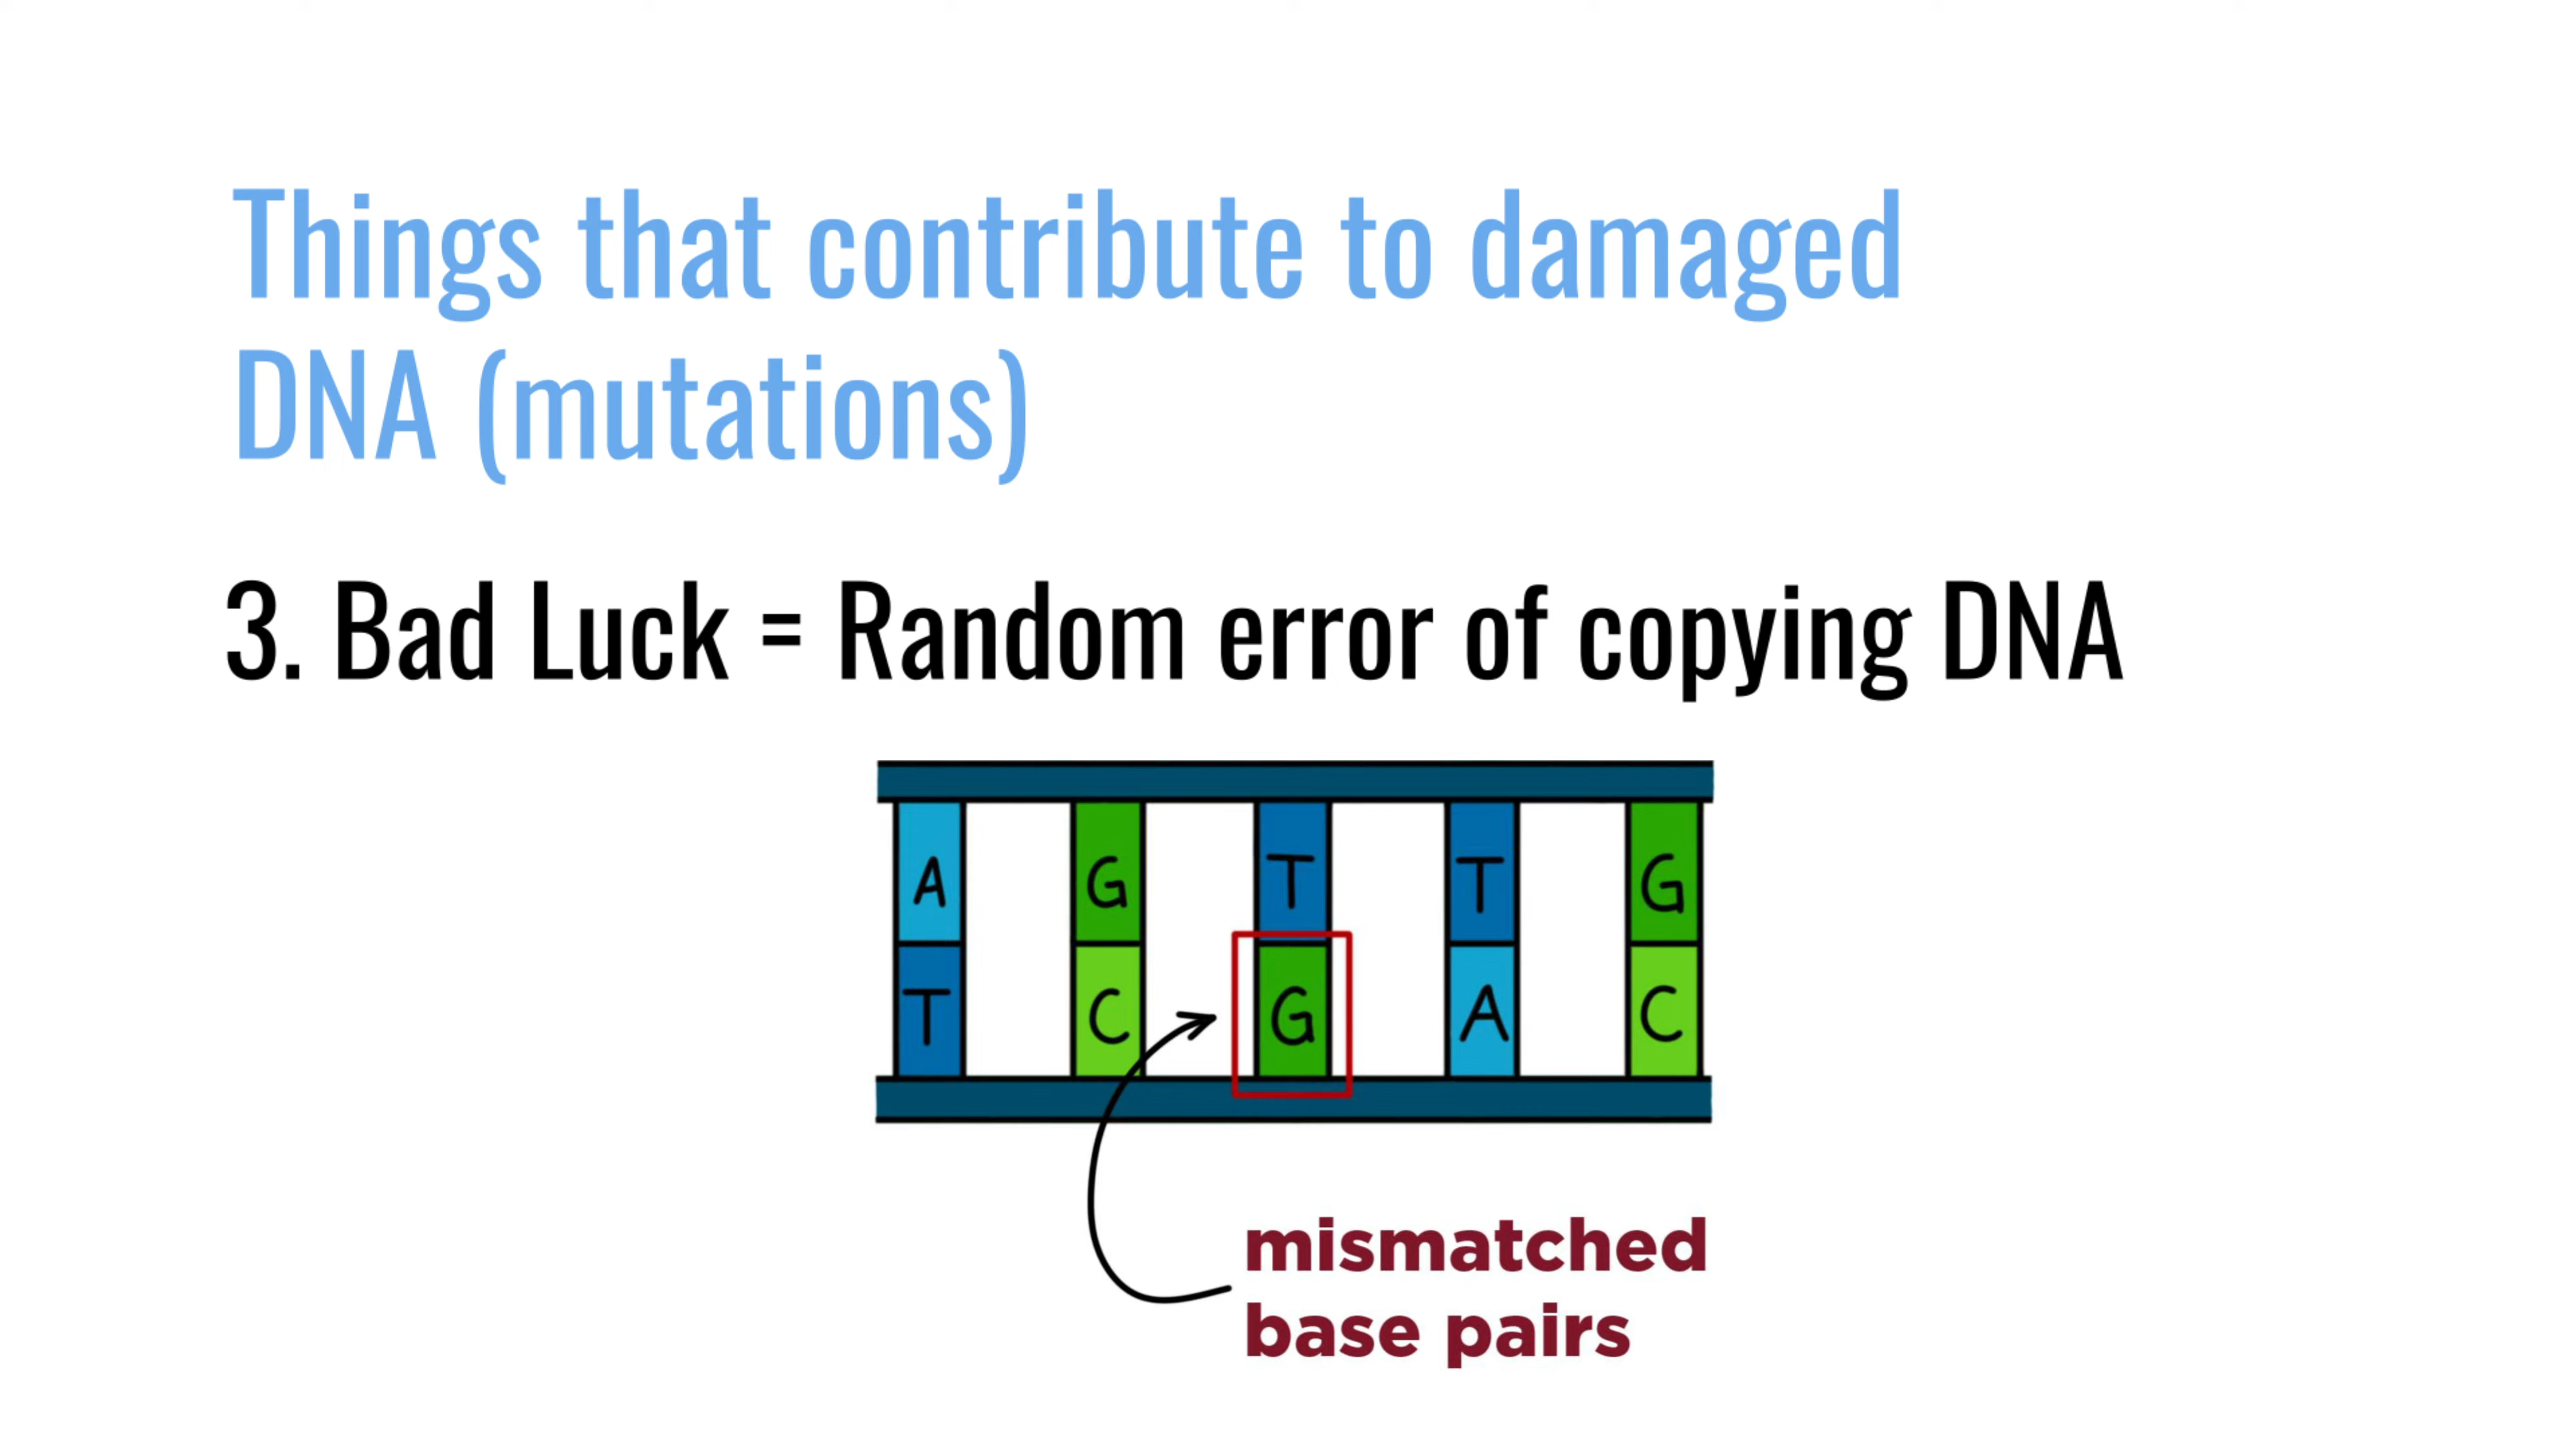 Things that contribute to damaged
DNA (mutations)
3. Bad Luck = Random error of copying DNA
A G T T G
T C G A C
mismatched
base pairs